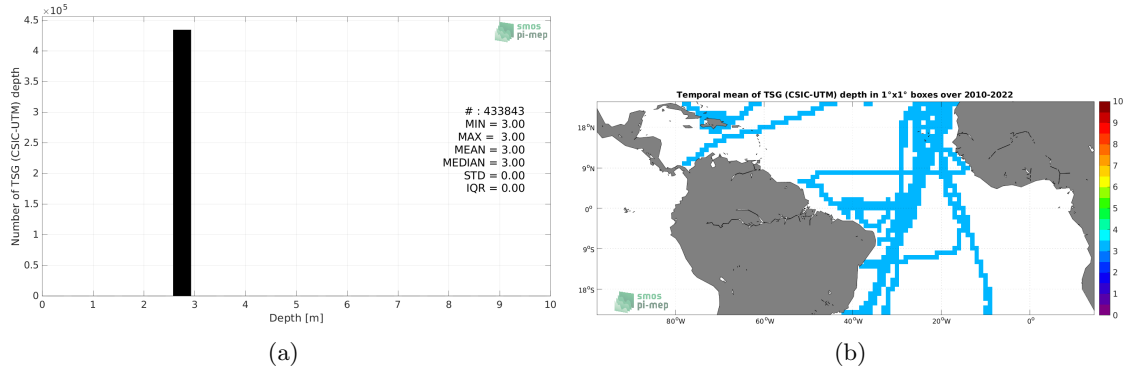 ×10⁵
4.5
4
3.5
3
2.5
2
1.5
1
0.5
0
Number of TSG (CSIC-UTM) depth
smos
pi-mep
# : 433843
MIN = 3.00
MAX = 3.00
MEAN = 3.00
MEDIAN = 3.00
STD = 0.00
IQR = 0.00
0 1 2 3 4 5 6 7 8 9 10
Depth [m]
(a)
Temporal mean of TSG (CSIC-UTM) depth in 1°x1° boxes over 2010-2022
18°N
9°N
0°
9°S
18°S
smos
pi-mep
80°W 60°W 40°W 20°W 0°
10
9
8
7
6
5
4
3
2
1
0
(b)